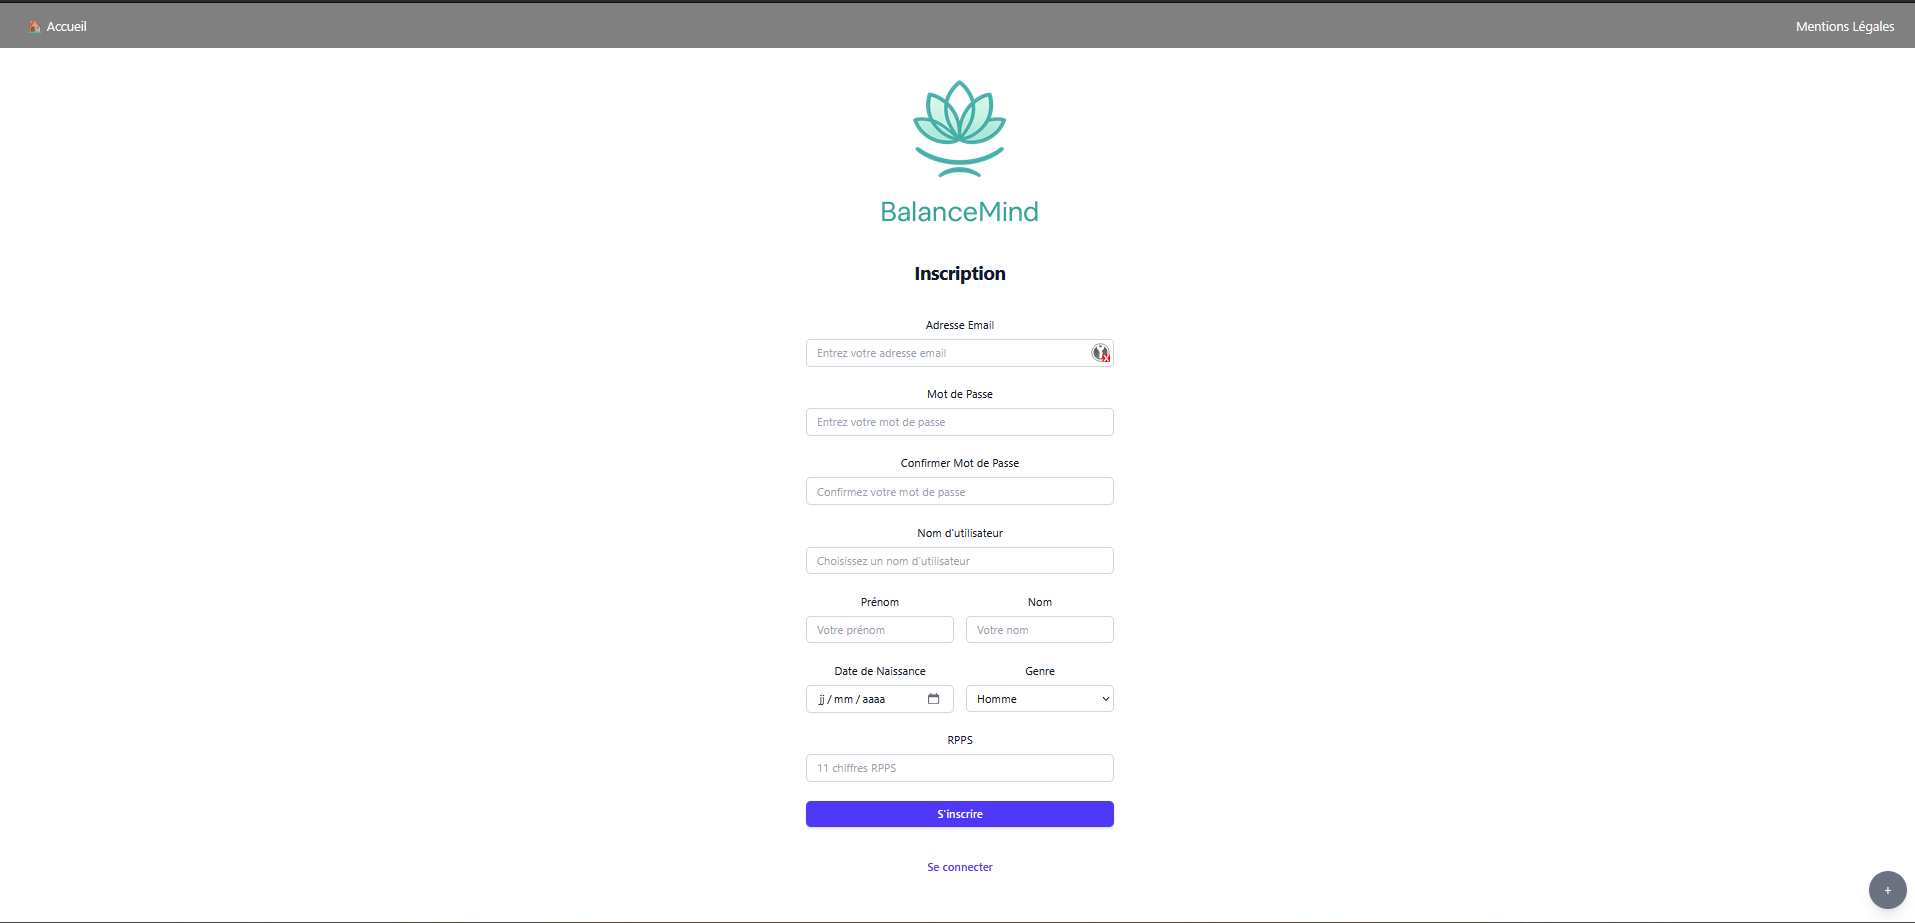 Accueil
Mentions Légales
BalanceMind
Inscription
Adresse Email
Entrez votre adresse email
Mot de Passe
Entrez votre mot de passe
Confirmer Mot de Passe
Confirmez votre mot de passe
Nom d'utilisateur
Choisissez un nom d'utilisateur
Prénom
Nom
Votre prénom
Votre nom
Date de Naissance
Genre
jj / mm / aaaa
Homme
RPPS
11 chiffres RPPS
S'inscrire
Se connecter
+